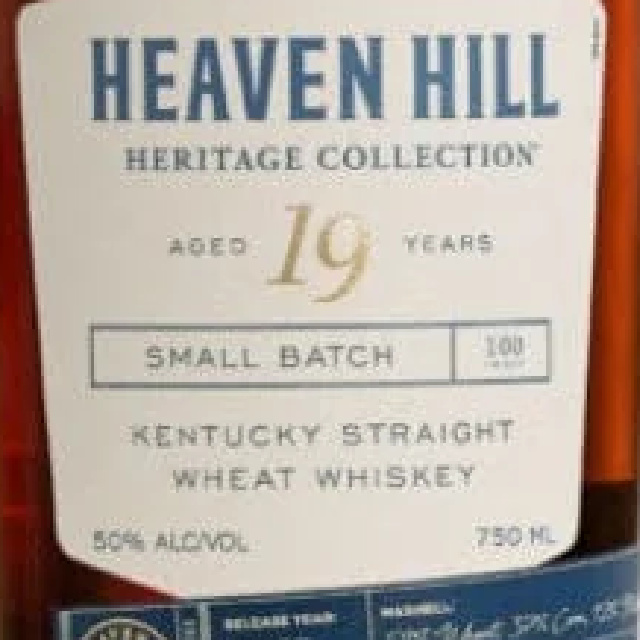 HEAVEN HILL
HERITAGE COLLECTION
AGED 19 YEARS
SMALL BATCH 100
KENTUCKY STRAIGHT
WHEAT WHISKEY
50% ALC/VOL 750 ML
RELEASE YEAR MASHBILL: